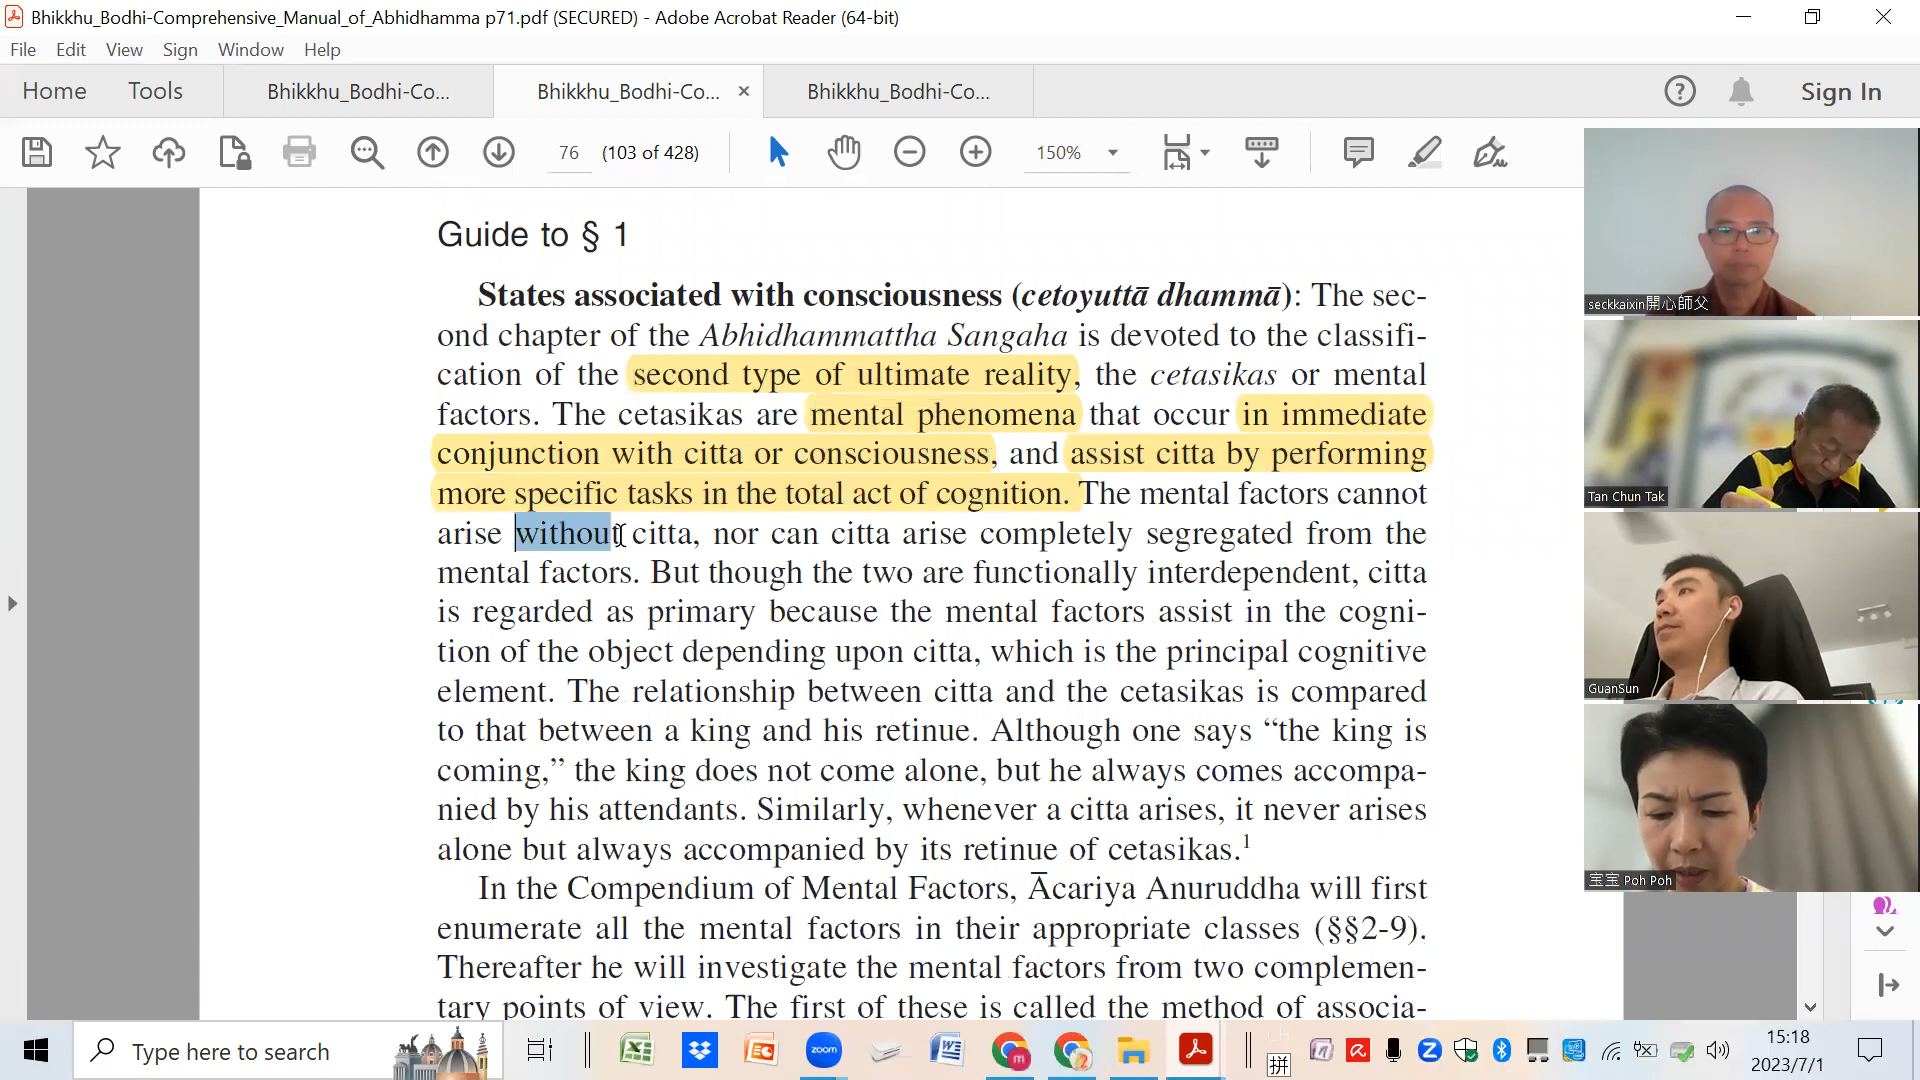 Bhikkhu_Bodhi-Comprehensive_Manual_of_Abhidhamma p71.pdf (SECURED) - Adobe Acrobat Reader (64-bit)
File Edit View Sign Window Help
Home Tools Bhikkhu_Bodhi-Co... Bhikkhu_Bodhi-Co... × Bhikkhu_Bodhi-Co... Sign In
76 (103 of 428) 150%
Guide to § 1
States associated with consciousness (cetoyuttā dhammā): The sec-
ond chapter of the Abhidhammattha Sangaha is devoted to the classifi-
cation of the second type of ultimate reality, the cetasikas or mental
factors. The cetasikas are mental phenomena that occur in immediate
conjunction with citta or consciousness, and assist citta by performing
more specific tasks in the total act of cognition. The mental factors cannot
arise without citta, nor can citta arise completely segregated from the
mental factors. But though the two are functionally interdependent, citta
is regarded as primary because the mental factors assist in the cogni-
tion of the object depending upon citta, which is the principal cognitive
element. The relationship between citta and the cetasikas is compared
to that between a king and his retinue. Although one says “the king is
coming,” the king does not come alone, but he always comes accompa-
nied by his attendants. Similarly, whenever a citta arises, it never arises
alone but always accompanied by its retinue of cetasikas.1
In the Compendium of Mental Factors, Ācariya Anuruddha will first
enumerate all the mental factors in their appropriate classes (§§2-9).
Thereafter he will investigate the mental factors from two complemen-
tary points of view. The first of these is called the method of associa-
seckkaixin開心師父
Tan Chun Tak
GuanSun
宝宝 Poh Poh
Type here to search
zoom
拼
15:18
2023/7/1